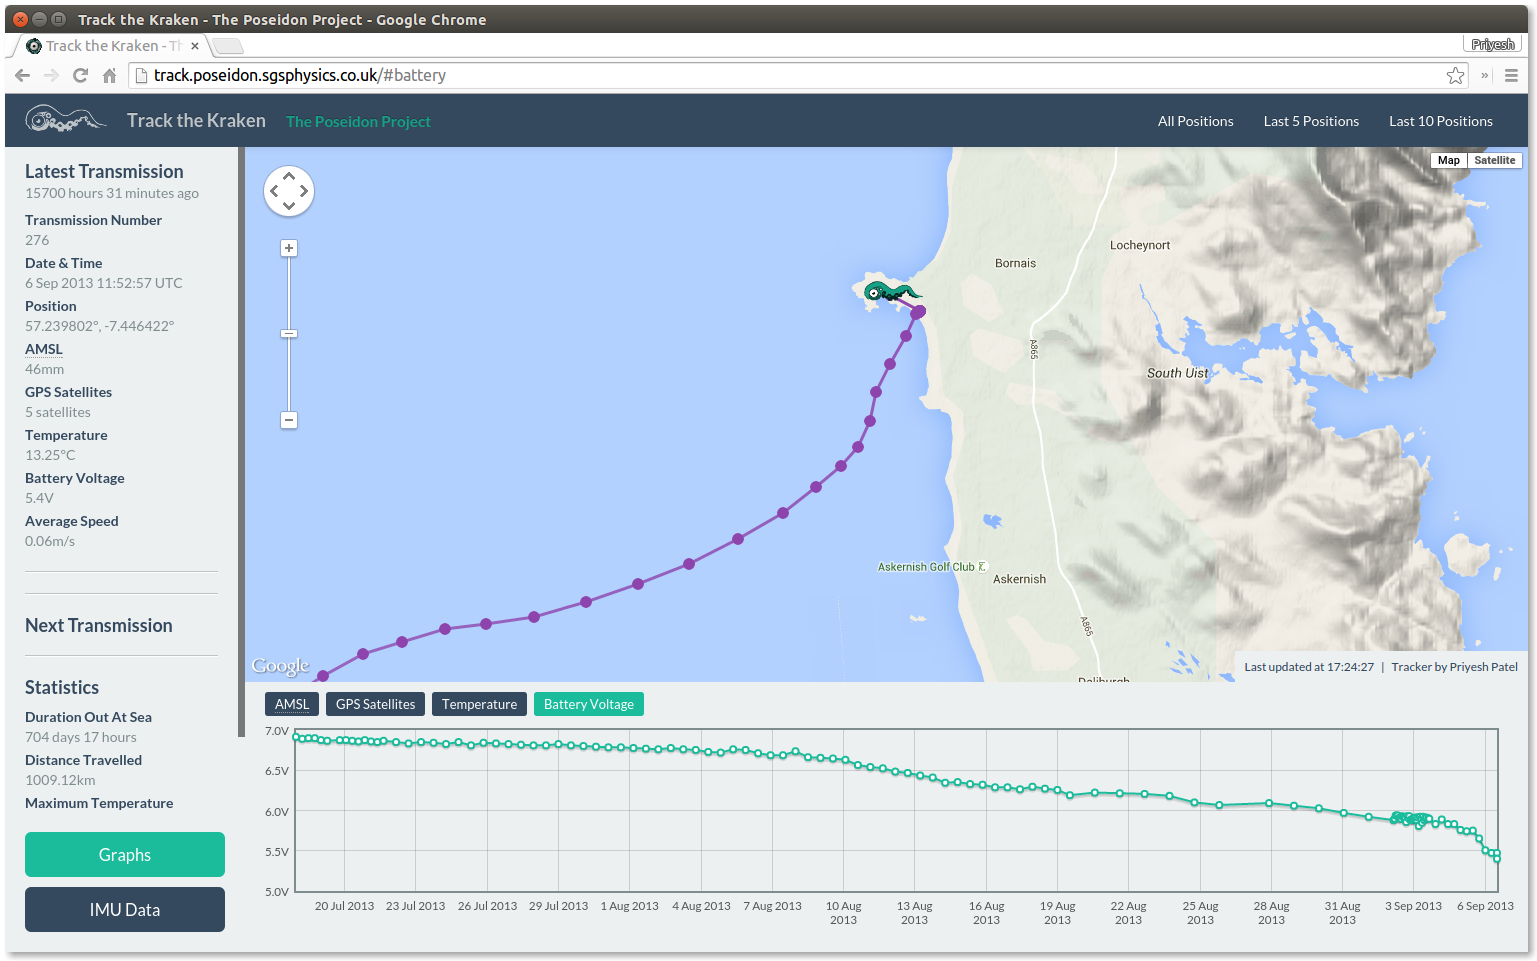 Track the Kraken - The Poseidon Project - Google Chrome
Track the Kraken - Th
Priyesh
track.poseidon.sgsphysics.co.uk/#battery
Track the Kraken
The Poseidon Project
All Positions
Last 5 Positions
Last 10 Positions
Latest Transmission
15700 hours 31 minutes ago
Transmission Number
276
Date & Time
6 Sep 2013 11:52:57 UTC
Position
57.239802°, -7.446422°
AMSL
46mm
GPS Satellites
5 satellites
Temperature
13.25°C
Battery Voltage
5.4V
Average Speed
0.06m/s
Next Transmission
Statistics
Duration Out At Sea
704 days 17 hours
Distance Travelled
1009.12km
Maximum Temperature
Graphs
IMU Data
Map
Satellite
Locheynort
Bornais
A865
South Uist
Askernish Golf Club
Askernish
A865
Daliburgh
Google
Last updated at 17:24:27 | Tracker by Priyesh Patel
AMSL
GPS Satellites
Temperature
Battery Voltage
7.0V
6.5V
6.0V
5.5V
5.0V
20 Jul 2013
23 Jul 2013
26 Jul 2013
29 Jul 2013
1 Aug 2013
4 Aug 2013
7 Aug 2013
10 Aug
2013
13 Aug
2013
16 Aug
2013
19 Aug
2013
22 Aug
2013
25 Aug
2013
28 Aug
2013
31 Aug
2013
3 Sep 2013
6 Sep 2013